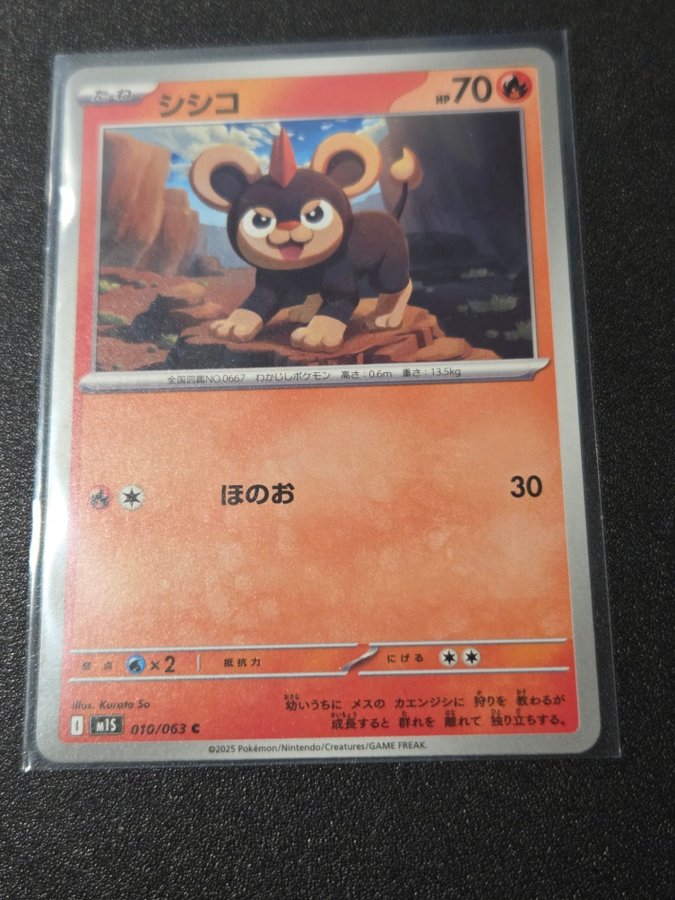 たね シシコ HP 70
全国図鑑NO.0667 わかじしポケモン 高さ:0.6m 重さ:13.5kg
ほのお 30
弱点 ×2 抵抗力 にげる
illus. Kurata So
幼いうちに メスの カエンジシに 狩りを 教わるが
成長すると 群れを 離れて 独り立ちする。
I m1S 010/063 C
©2025 Pokémon/Nintendo/Creatures/GAME FREAK.